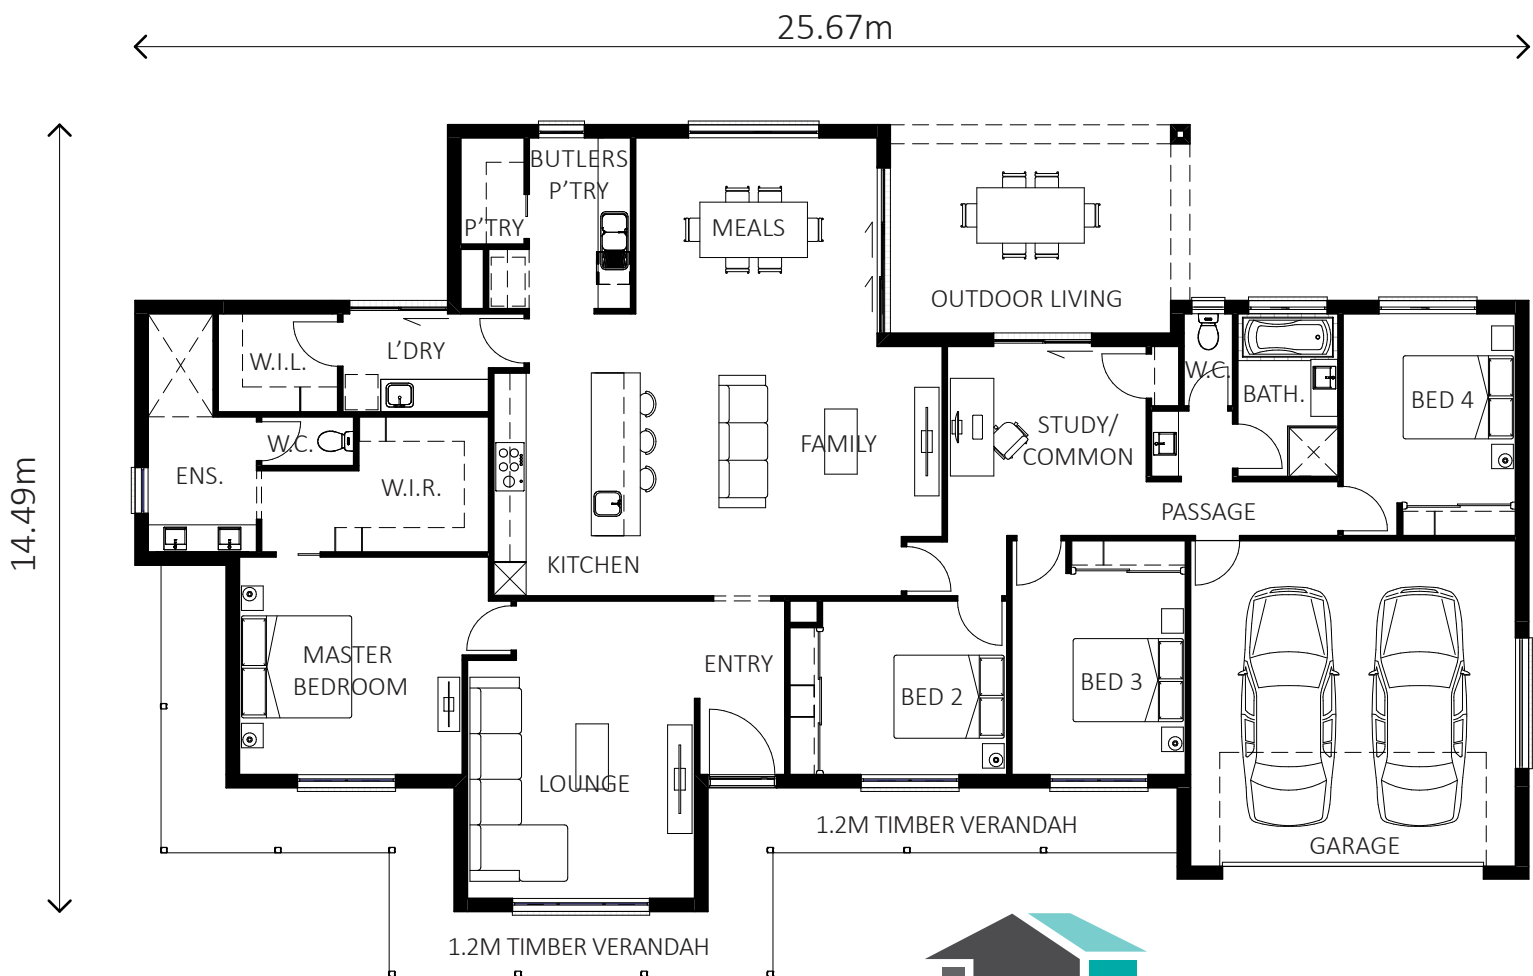 25.67m
14.49m
BUTLERS
P'TRY
P'TRY
MEALS
OUTDOOR LIVING
W.I.L.
L'DRY
W.C.
BATH.
BED 4
STUDY/
COMMON
FAMILY
W.C.
ENS.
W.I.R.
PASSAGE
KITCHEN
MASTER
BEDROOM
ENTRY
BED 2
BED 3
LOUNGE
1.2M TIMBER VERANDAH
GARAGE
1.2M TIMBER VERANDAH